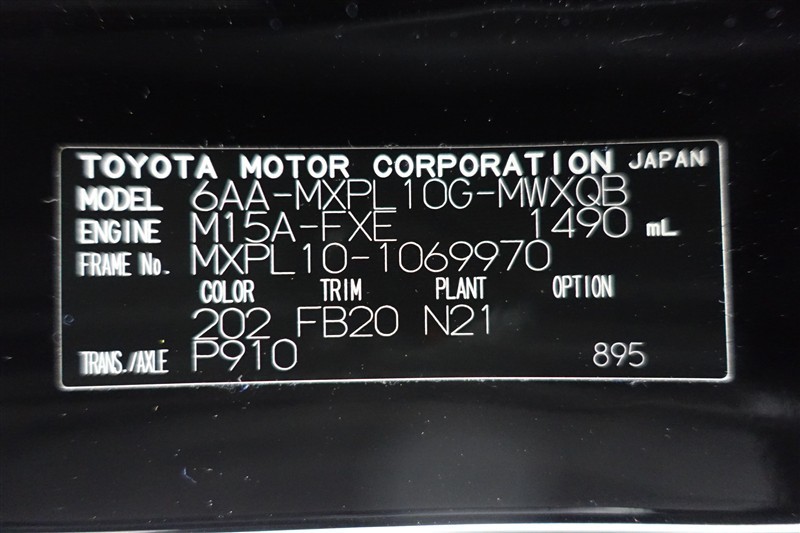 TOYOTA MOTOR CORPORATION JAPAN
MODEL 6AA-MXPL10G-MWXQB
ENGINE M15A-FXE 1490 mL
FRAME No. MXPL10-1069970
COLOR TRIM PLANT OPTION
202 FB20 N21
TRANS./AXLE P910 895